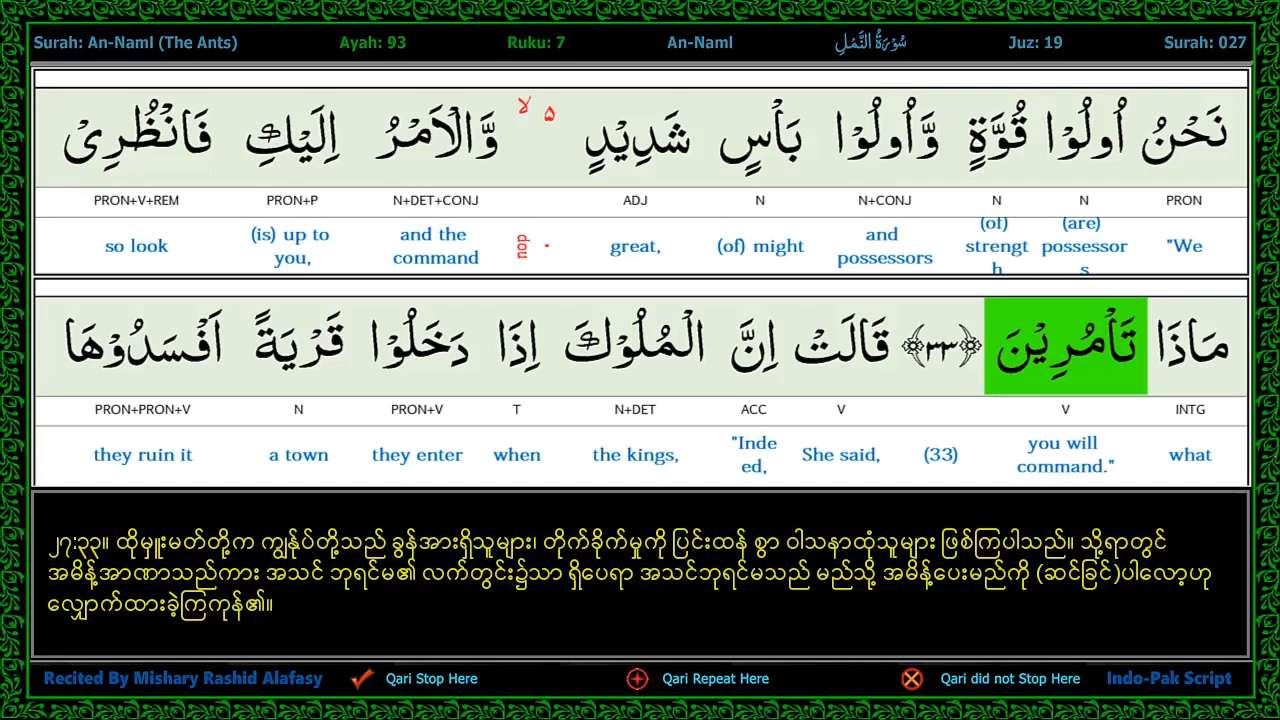 Surah: An-Naml (The Ants) Ayah: 93 Ruku: 7 An-Naml سُوْرَةُ النَّمْلِ Juz: 19 Surah: 027
نَحْنُ اُولُوْا قُوَّةٍ وَّاُولُوْا بَاْسٍ شَدِيْدٍ ۵ لا وَّالْاَمْرُ اِلَيْكِ فَانْظُرِىْ
PRON+V+REM PRON+P N+DET+CONJ ADJ N N+CONJ N N PRON
so look (is) up to you, and the command nop great, (of) might and possessors (of) strength (are) possessors "We
مَاذَا تَاْمُرِيْنَ ﴿۳۳﴾ قَالَتْ اِنَّ الْمُلُوْكَ اِذَا دَخَلُوْا قَرْيَةً اَفْسَدُوْهَا
PRON+PRON+V N PRON+V T N+DET ACC V V INTG
they ruin it a town they enter when the kings, "Indeed, She said, (33) you will command." what
၂၇:၃၃။ ထိုမှူးမတ်တို့က ကျွန်ုပ်တို့သည် ခွန်အားရှိသူများ၊ တိုက်ခိုက်မှုကို ပြင်းထန် စွာ ဝါသနာထုံသူများ ဖြစ်ကြပါသည်။ သို့ရာတွင်
အမိန့်အာဏာသည်ကား အသင် ဘုရင်မ၏ လက်တွင်း၌သာ ရှိပေရာ အသင်ဘုရင်မသည် မည်သို့ အမိန့်ပေးမည်ကို (ဆင်ခြင်)ပါလော့ဟု
လျှောက်ထားခဲ့ကြကုန်၏။
Recited By Mishary Rashid Alafasy Qari Stop Here Qari Repeat Here Qari did not Stop Here Indo-Pak Script